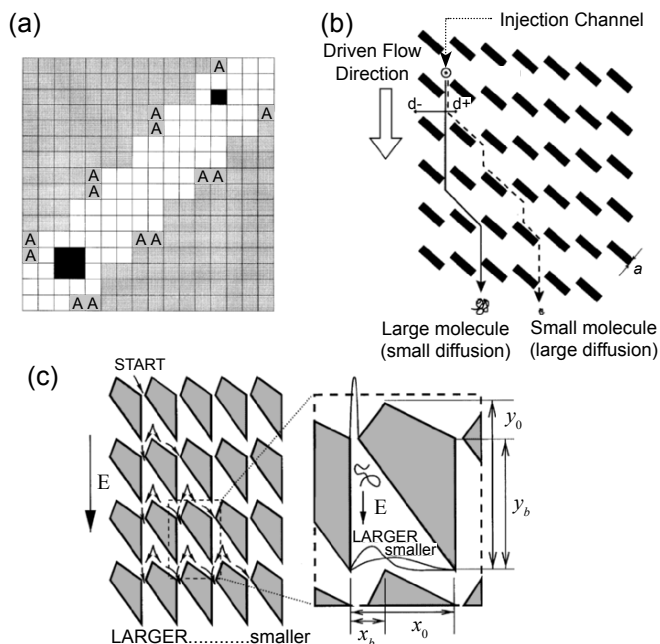 (a)
A
A
A
A
A
A A
A
A
A
A A
A
A A
(b)
Injection Channel
Driven Flow
Direction
d- d+
a
Large molecule
(small diffusion)
Small molecule
(large diffusion)
(c)
START
E
LARGER............smaller
E
LARGER
smaller
y0
yb
xb
x0